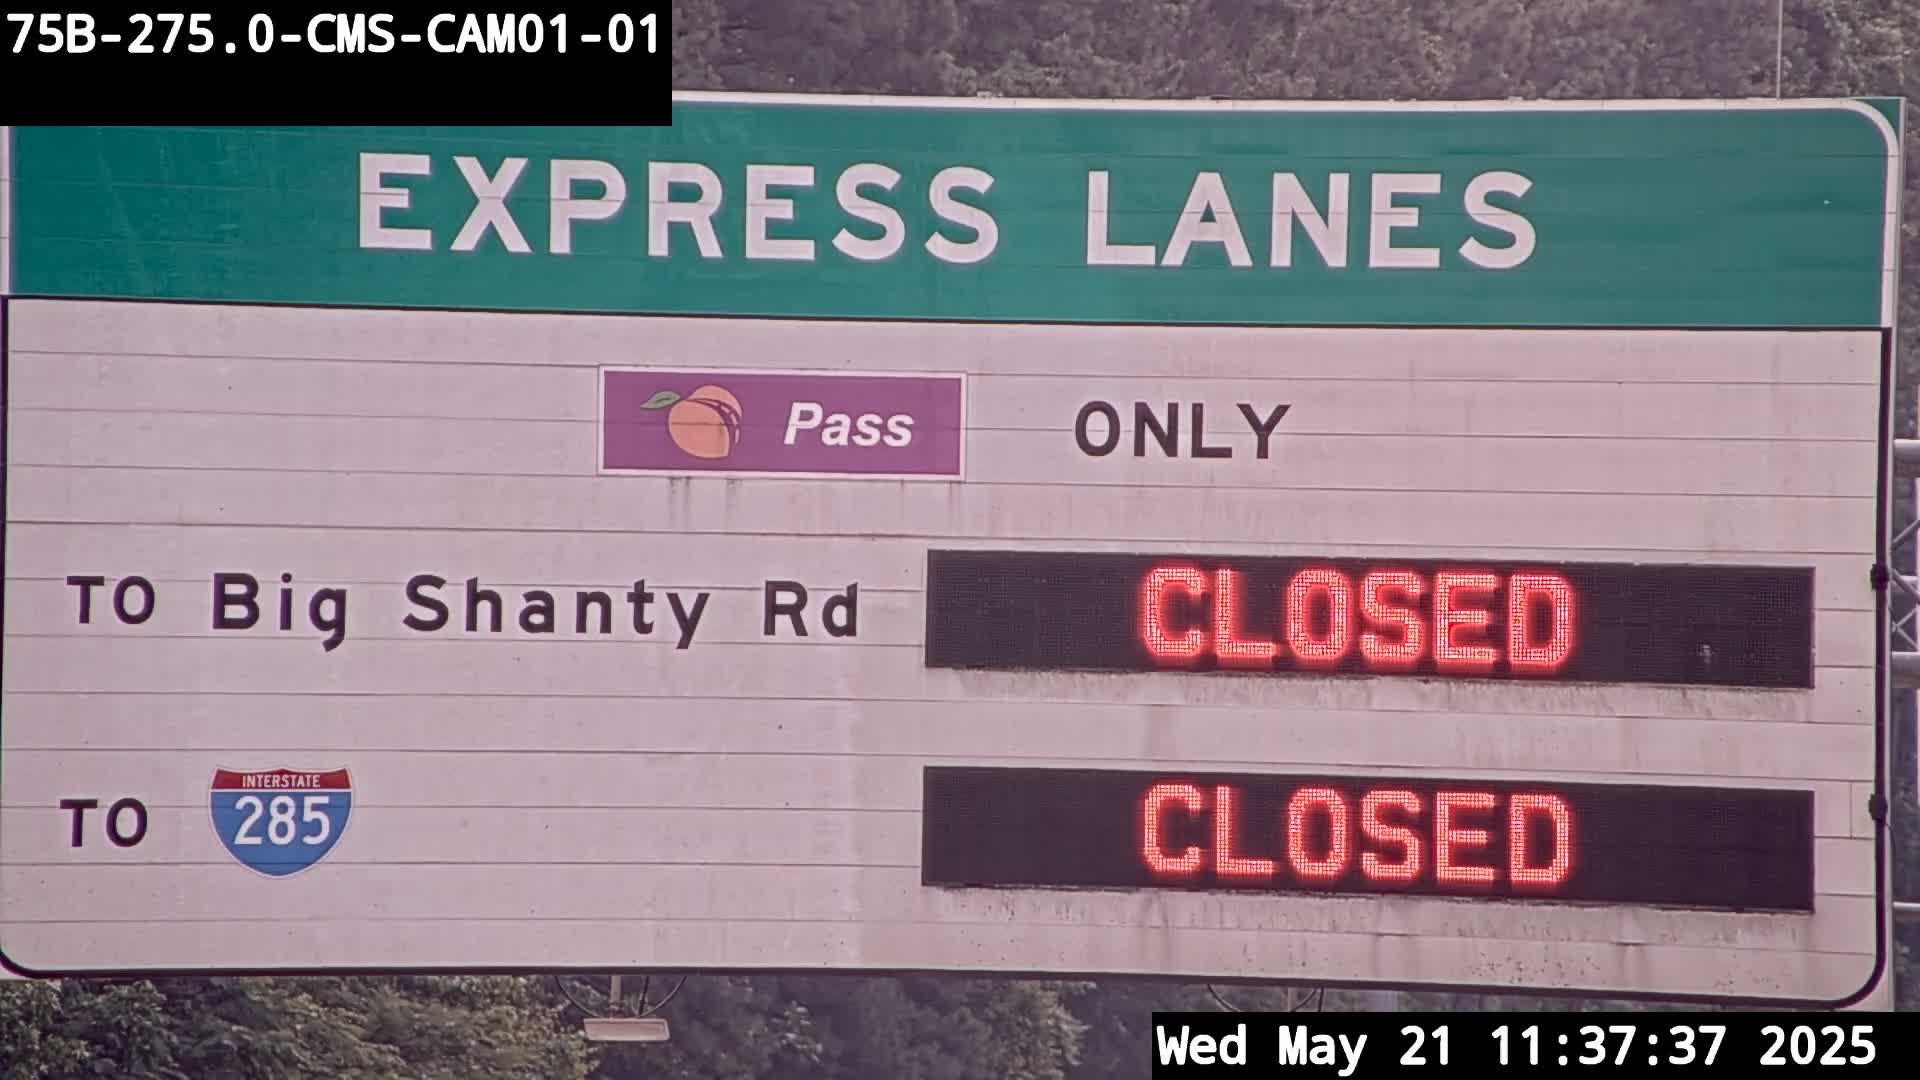 75B-275.0-CMS-CAM01-01
EXPRESS LANES
Pass ONLY
TO Big Shanty Rd CLOSED
TO INTERSTATE 285 CLOSED
Wed May 21 11:37:37 2025